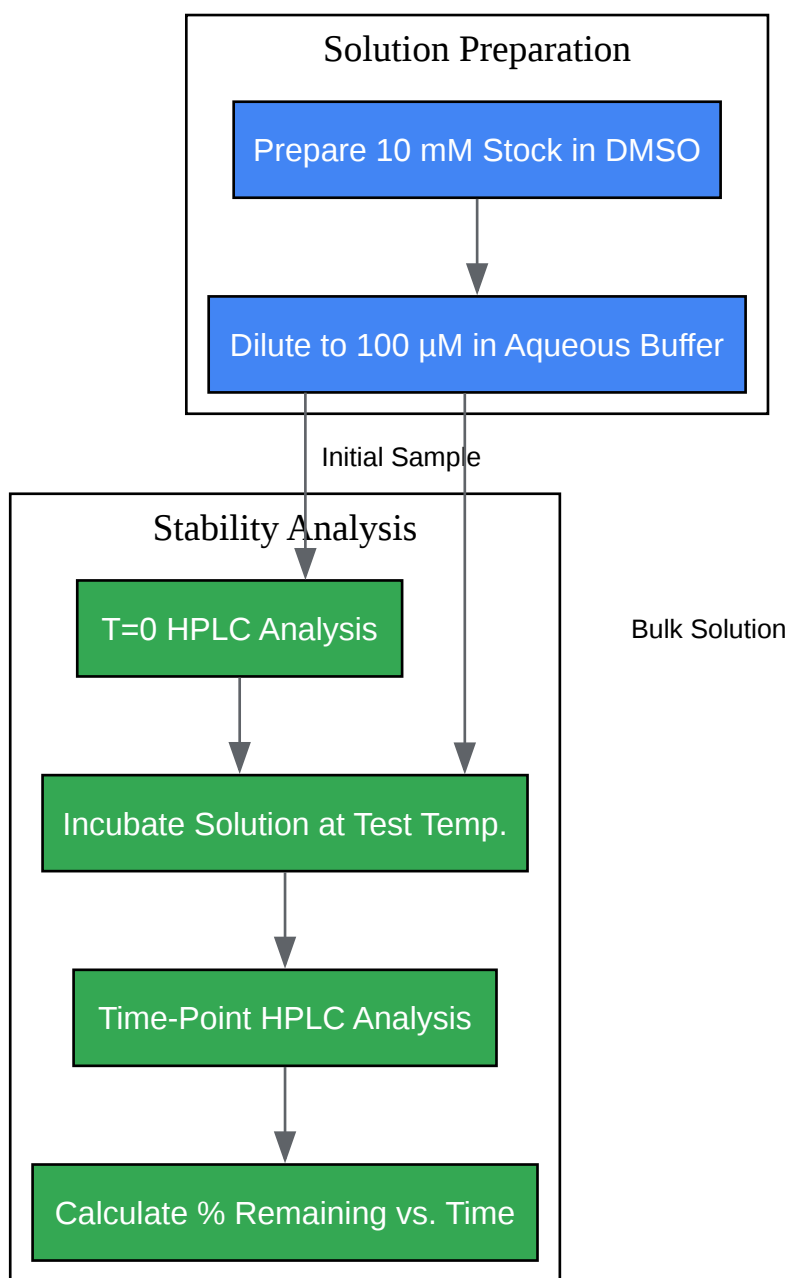 Solution Preparation
Prepare 10 mM Stock in DMSO
Dilute to 100 µM in Aqueous Buffer
Initial Sample
Stability Analysis
T=0 HPLC Analysis
Bulk Solution
Incubate Solution at Test Temp.
Time-Point HPLC Analysis
Calculate % Remaining vs. Time